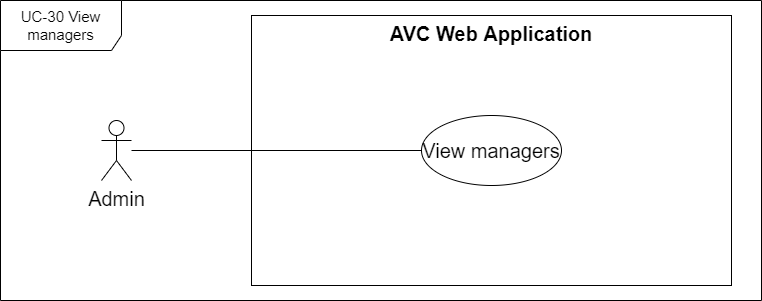 UC-30 View
managers
AVC Web Application
View managers
Admin